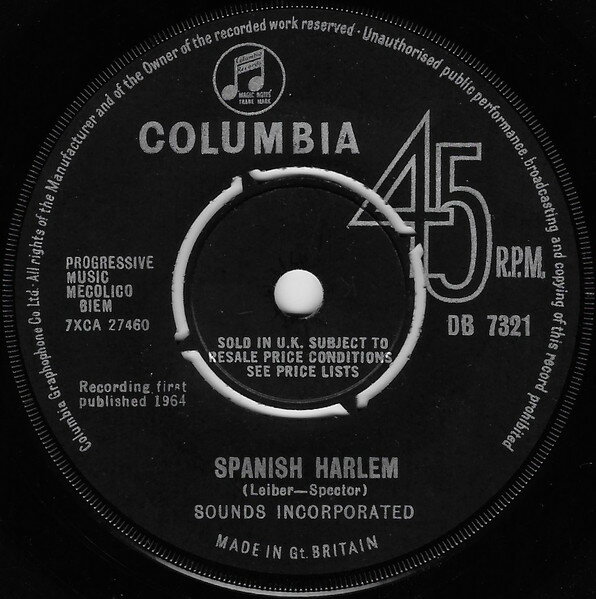 Columbia Graphophone Co Ltd · All rights of the Manufacturer and of the Owner of the recorded work reserved · Unauthorised public performance, broadcasting and copying of this record prohibited
MAGIC NOTES
TRADE MARK
COLUMBIA
45
R.P.M.
PROGRESSIVE
MUSIC
MECOLICO
BIEM
7XCA 27460
DB 7321
SOLD IN U.K. SUBJECT TO
RESALE PRICE CONDITIONS
SEE PRICE LISTS
Recording first
published 1964
SPANISH HARLEM
(Leiber—Spector)
SOUNDS INCORPORATED
MADE IN Gt. BRITAIN